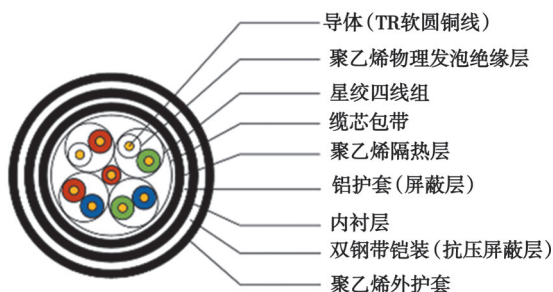 导体(TR软圆铜线)
聚乙烯物理发泡绝缘层
星绞四线组
缆芯包带
聚乙烯隔热层
铝护套(屏蔽层)
内衬层
双钢带铠装(抗压屏蔽层)
聚乙烯外护套